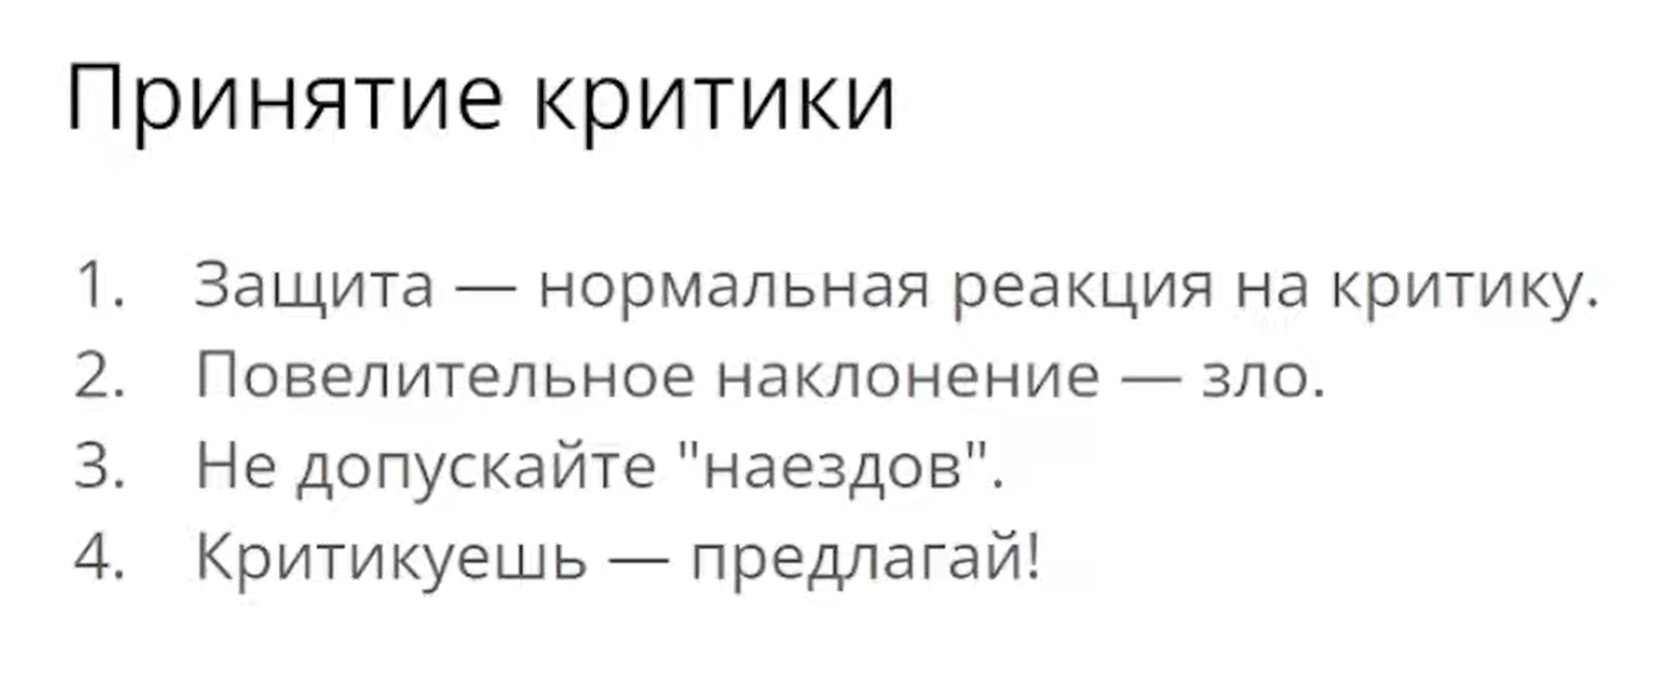 Принятие критики
1. Защита — нормальная реакция на критику.
2. Повелительное наклонение — зло.
3. Не допускайте "наездов".
4. Критикуешь — предлагай!